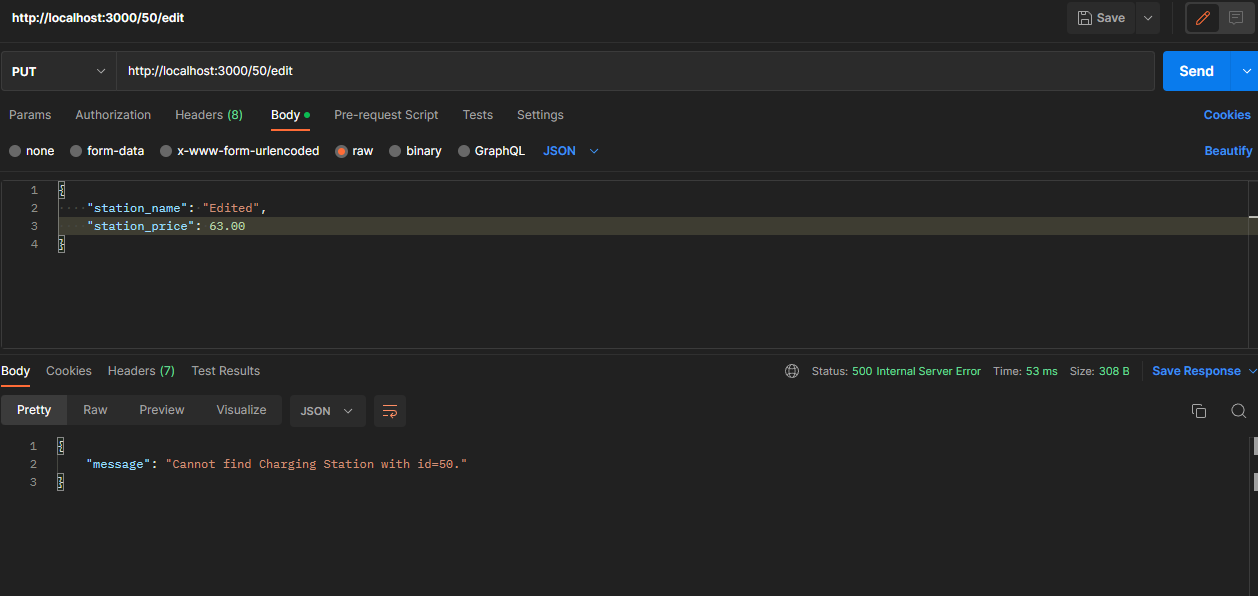 http://localhost:3000/50/edit
Save
PUT
http://localhost:3000/50/edit
Send
Params Authorization Headers (8) Body Pre-request Script Tests Settings Cookies
none form-data x-www-form-urlencoded raw binary GraphQL JSON Beautify
1 {
2 "station_name": "Edited",
3 "station_price": 63.00
4 }
Body Cookies Headers (7) Test Results Status: 500 Internal Server Error Time: 53 ms Size: 308 B Save Response
Pretty Raw Preview Visualize JSON
1 {
2 "message": "Cannot find Charging Station with id=50."
3 }